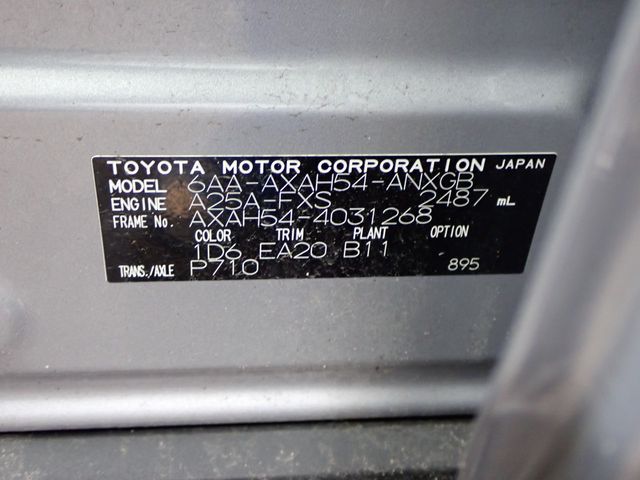 TOYOTA MOTOR CORPORATION JAPAN
MODEL 6AA-AXAH54-ANXGB
ENGINE A25A-FXS 2487 mL
FRAME No. AXAH54-4031268
COLOR TRIM PLANT OPTION
1D6 EA20 B11
TRANS./AXLE P710 895